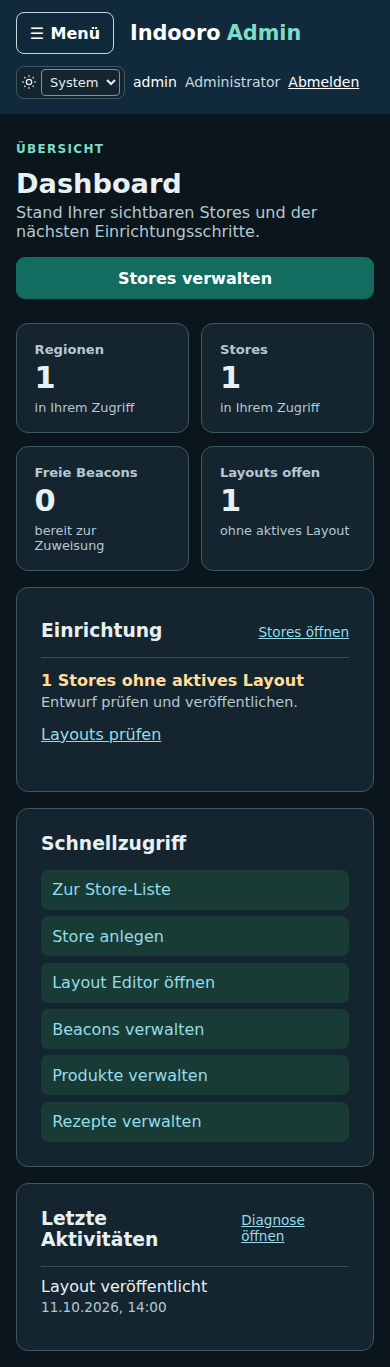 ☰ Menü
Indooro Admin
System
admin Administrator Abmelden
ÜBERSICHT
Dashboard
Stand Ihrer sichtbaren Stores und der
nächsten Einrichtungsschritte.
Stores verwalten
Regionen
1
in Ihrem Zugriff
Stores
1
in Ihrem Zugriff
Freie Beacons
0
bereit zur
Zuweisung
Layouts offen
1
ohne aktives Layout
Einrichtung
Stores öffnen
1 Stores ohne aktives Layout
Entwurf prüfen und veröffentlichen.
Layouts prüfen
Schnellzugriff
Zur Store-Liste
Store anlegen
Layout Editor öffnen
Beacons verwalten
Produkte verwalten
Rezepte verwalten
Letzte
Aktivitäten
Diagnose
öffnen
Layout veröffentlicht
11.10.2026, 14:00